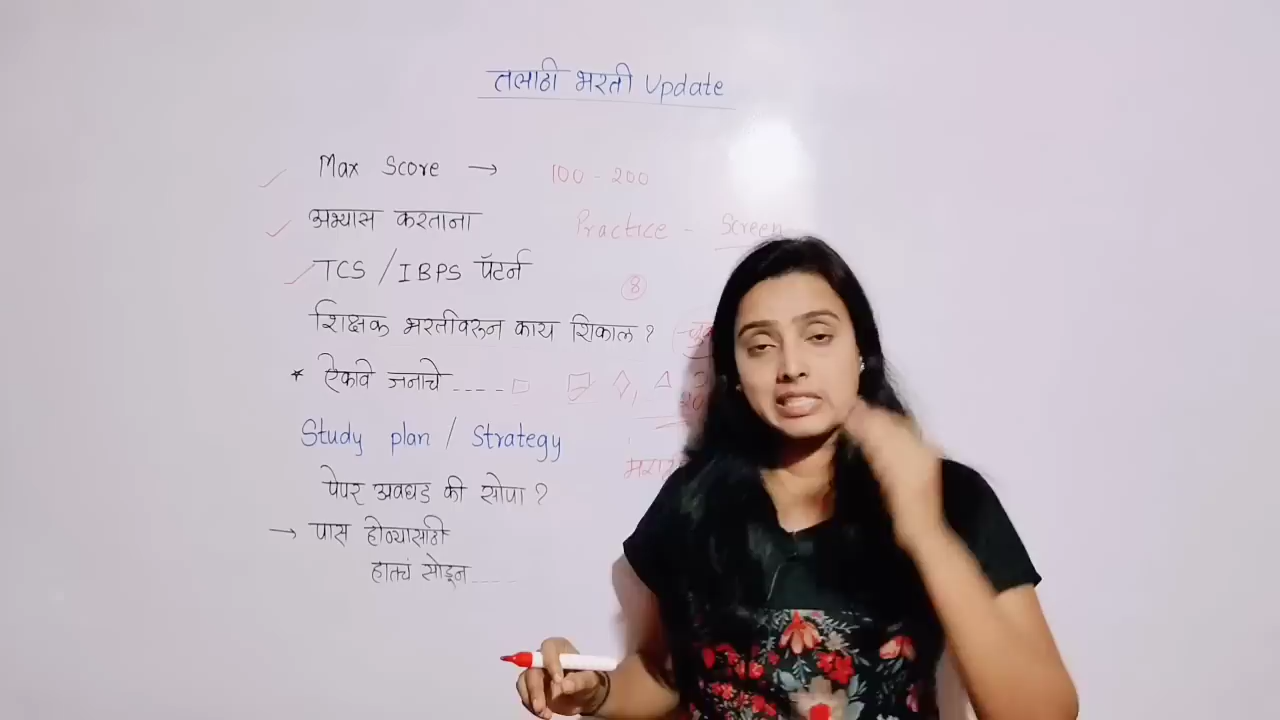 तलाठी भरती Update
Max Score → 100 - 200
अभ्यास करताना Practice - Screen
TCS / IBPS पॅटर्न
8
शिक्षक भरतीवरून काय शिकाल ?
* ऐकावे जनाचे ----
Study plan / Strategy
पेपर अवघड की सोपा ?
→ पास होण्यासाठी
हातचं सोडून ----